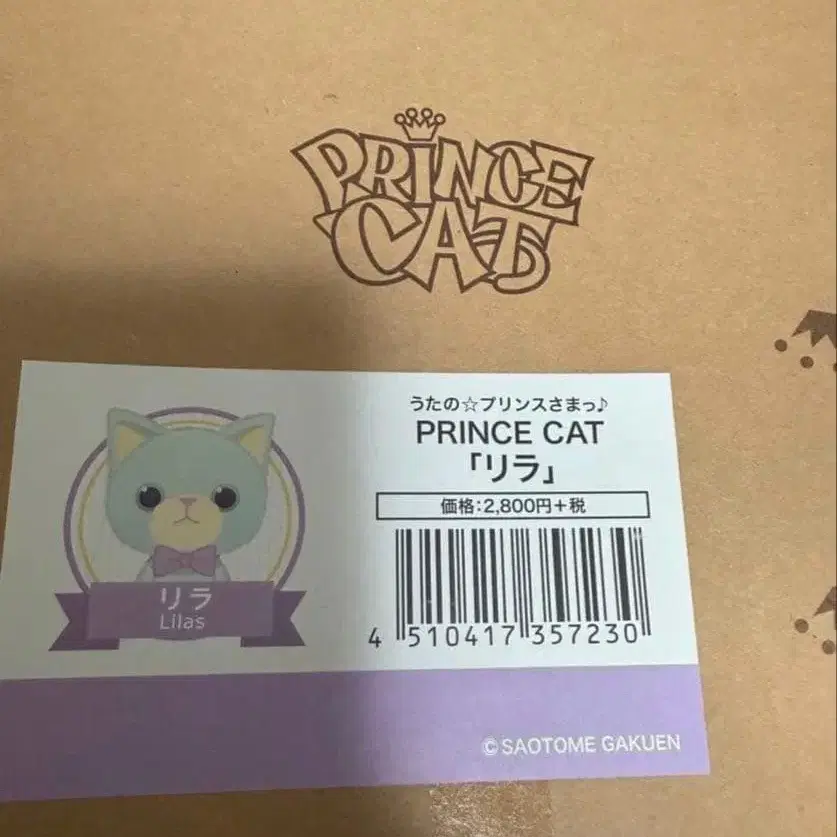 PRINCE
CAT
うたの☆プリンスさまっ♪
PRINCE CAT
「リラ」
価格:2,800円+税
リラ
Lilas
4 510417 357230
©SAOTOME GAKUEN